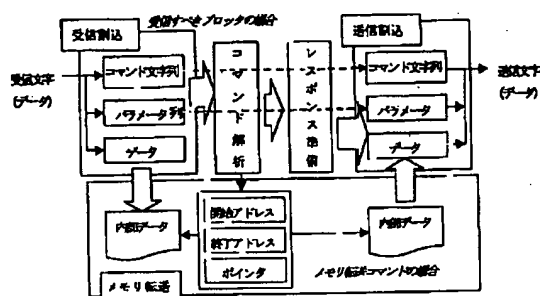 受信すべきブロックの場合
受信割込
受信文字
(データ)
コマンド文字列
パラメータ列
データ
コマンド解析
レスポンス準備
送信割込
コマンド文字列
パラメータ
データ
送信文字
(データ)
内部データ
開始アドレス
終了アドレス
ポインタ
内部データ
メモリ転送
メモリ転送コマンドの場合